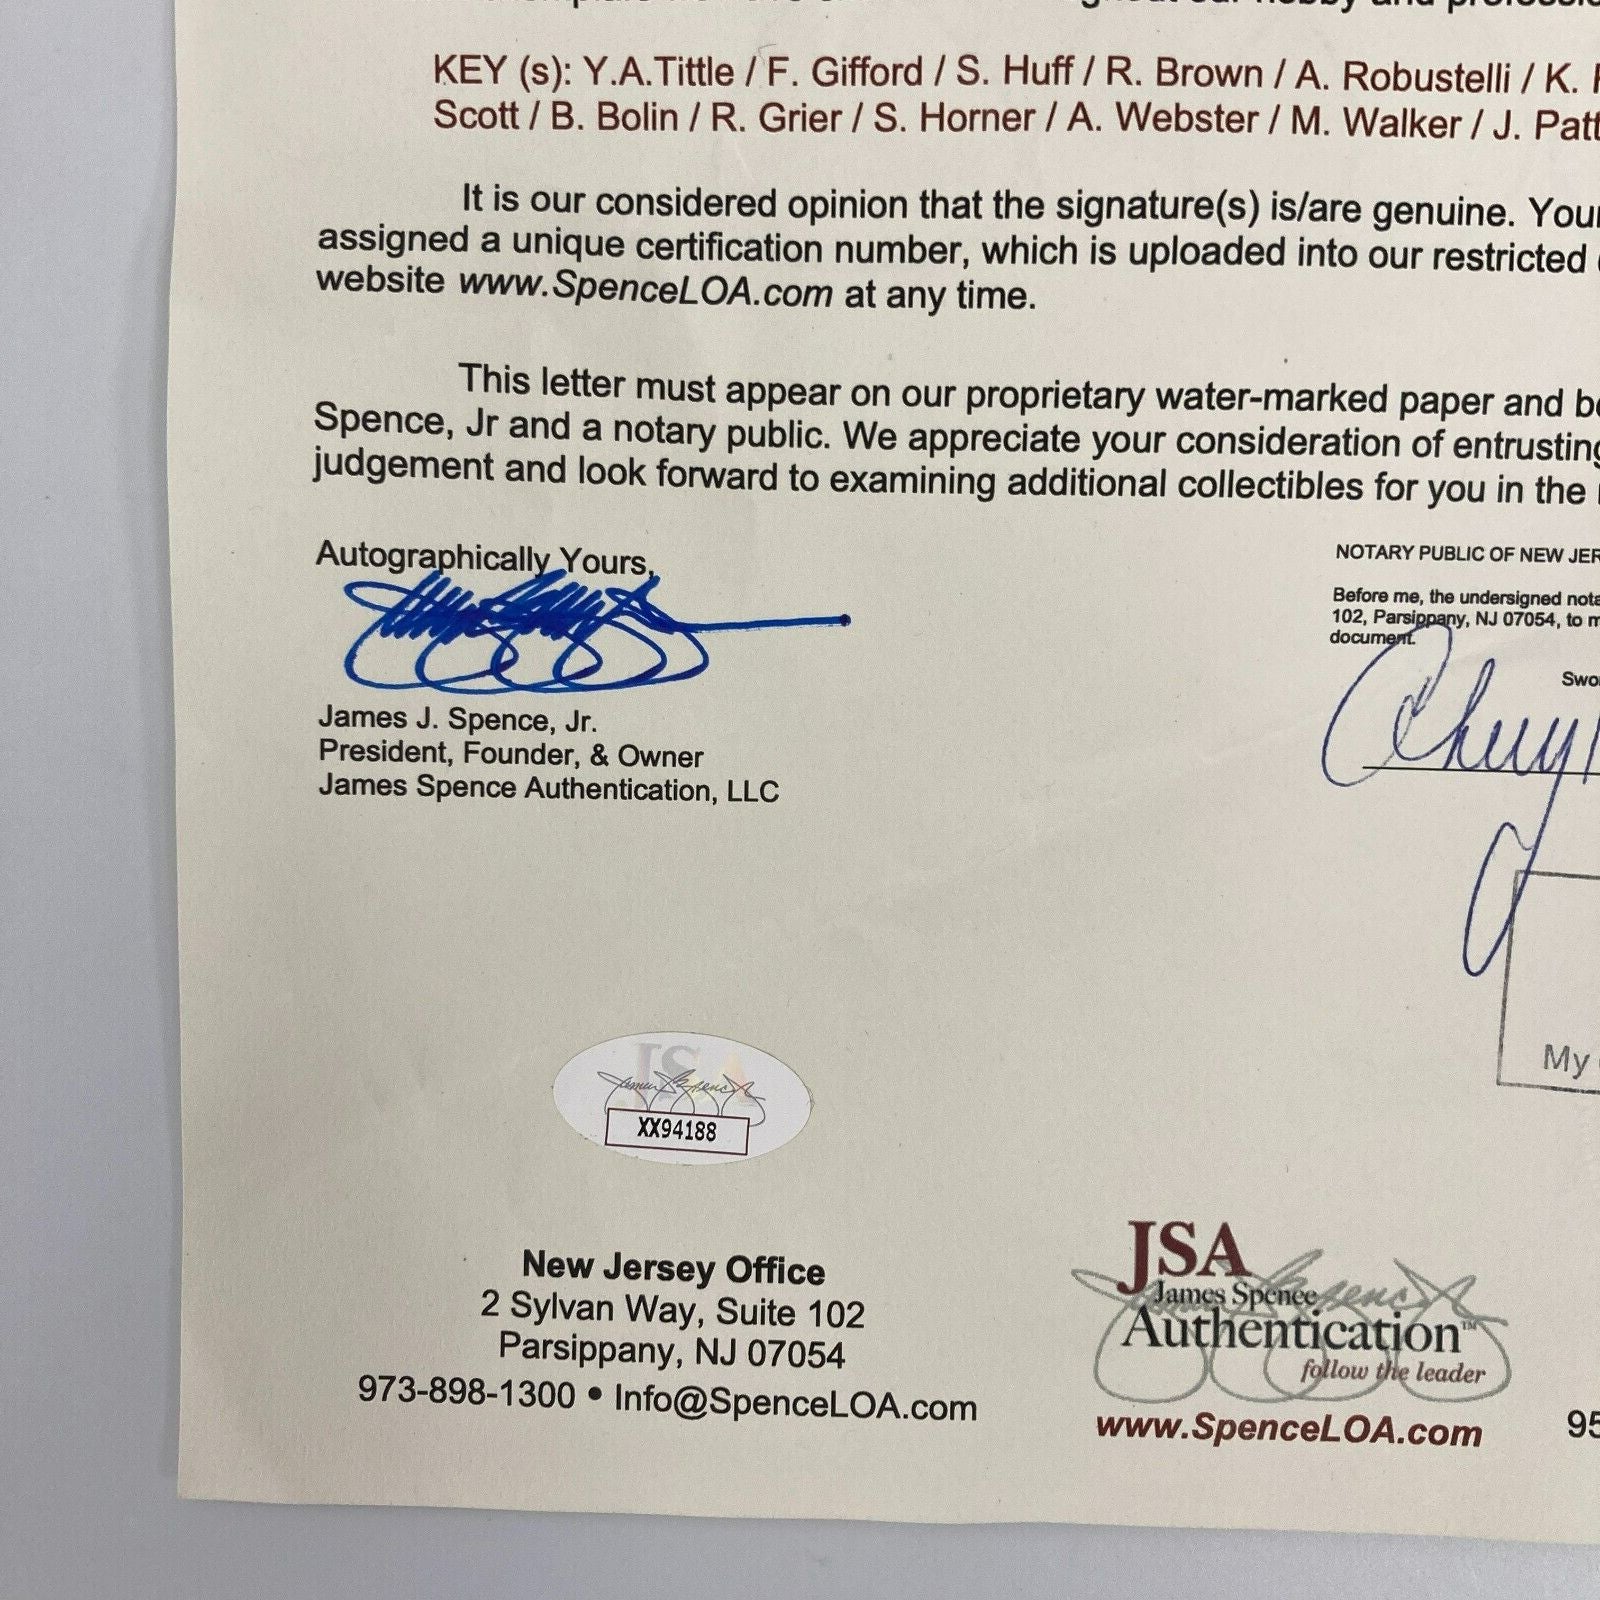 KEY (s): Y.A.Tittle / F. Gifford / S. Huff / R. Brown / A. Robustelli / K.
Scott / B. Bolin / R. Grier / S. Horner / A. Webster / M. Walker / J. Patt
It is our considered opinion that the signature(s) is/are genuine. Your
assigned a unique certification number, which is uploaded into our restricted
website www.SpenceLOA.com at any time.
This letter must appear on our proprietary water-marked paper and be
Spence, Jr and a notary public. We appreciate your consideration of entrusting
judgement and look forward to examining additional collectibles for you in the
Autographically Yours,
James J. Spence, Jr.
President, Founder, & Owner
James Spence Authentication, LLC
NOTARY PUBLIC OF NEW JER
Before me, the undersigned nota
102, Parsippany, NJ 07054, to m
document.
Swo
Cheryl
My
JSA
James Spence
XX94188
New Jersey Office
2 Sylvan Way, Suite 102
Parsippany, NJ 07054
973-898-1300 • Info@SpenceLOA.com
JSA
James Spence
Authentication™
follow the leader
www.SpenceLOA.com
95